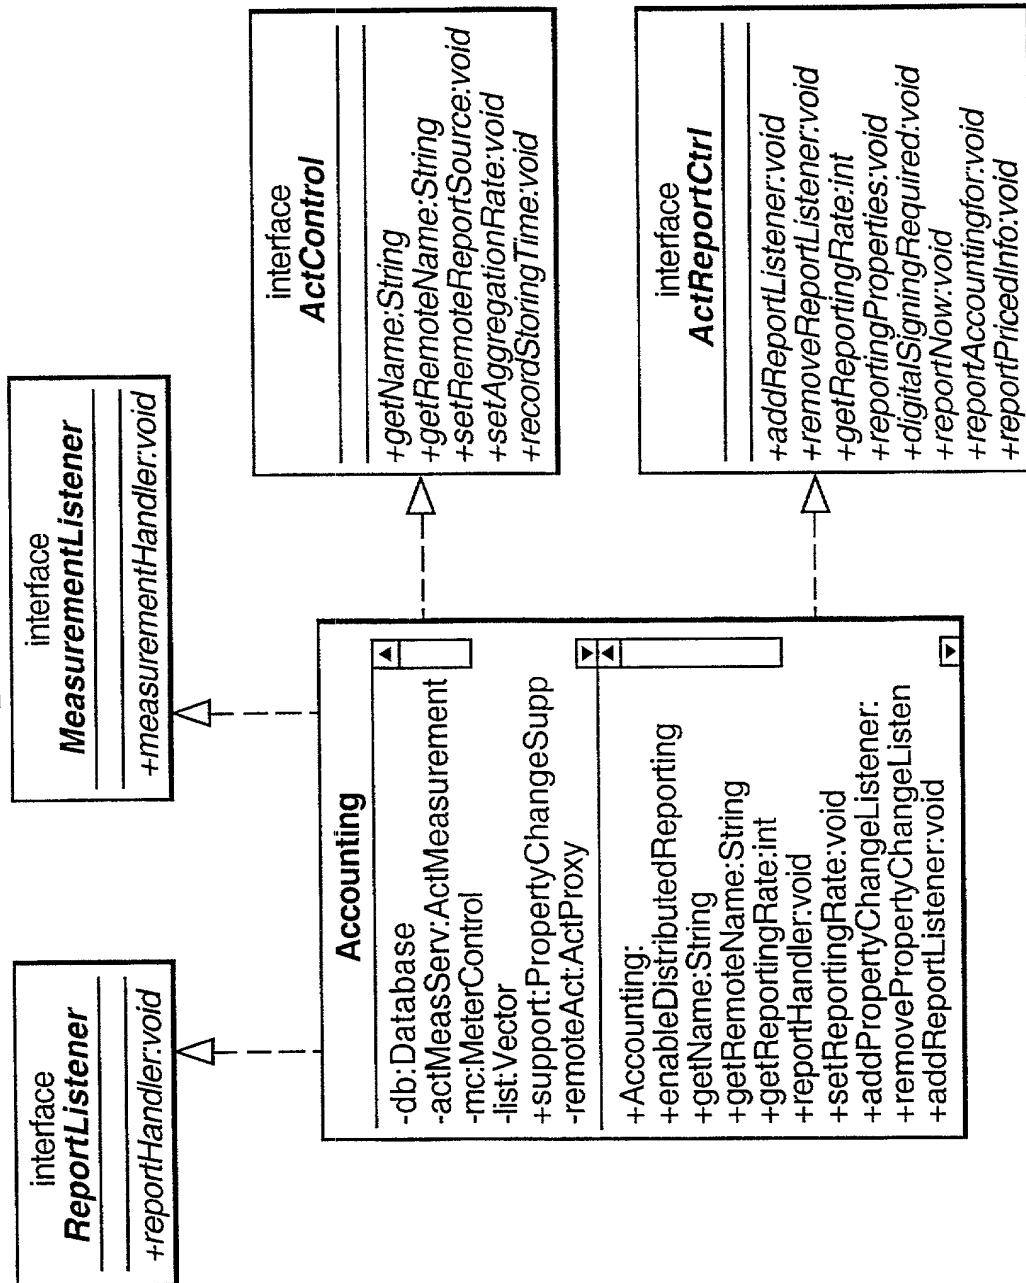 interface
ReportListener
+reportHandler:void
interface
MeasurementListener
+measurementHandler:void
Accounting
-db:Database
-actMeasServ:ActMeasurement
-mc:MeterControl
-list:Vector
+support:PropertyChangeSupp
-remoteAct:ActProxy
+Accounting:
+enableDistributedReporting
+getName:String
+getRemoteName:String
+getReportingRate:int
+reportHandler:void
+setReportingRate:void
+addPropertyChangeListener:
+removePropertyChangeListen
+addReportListener:void
interface
ActControl
+getName:String
+getRemoteName:String
+setRemoteReportSource:void
+setAggregationRate:void
+recordStoringTime:void
interface
ActReportCtrl
+addReportListener:void
+removeReportListener:void
+getReportingRate:int
+reportingProperties:void
+digitalSigningRequired:void
+reportNow:void
+reportAccountingfor:void
+reportPricedInfo:void